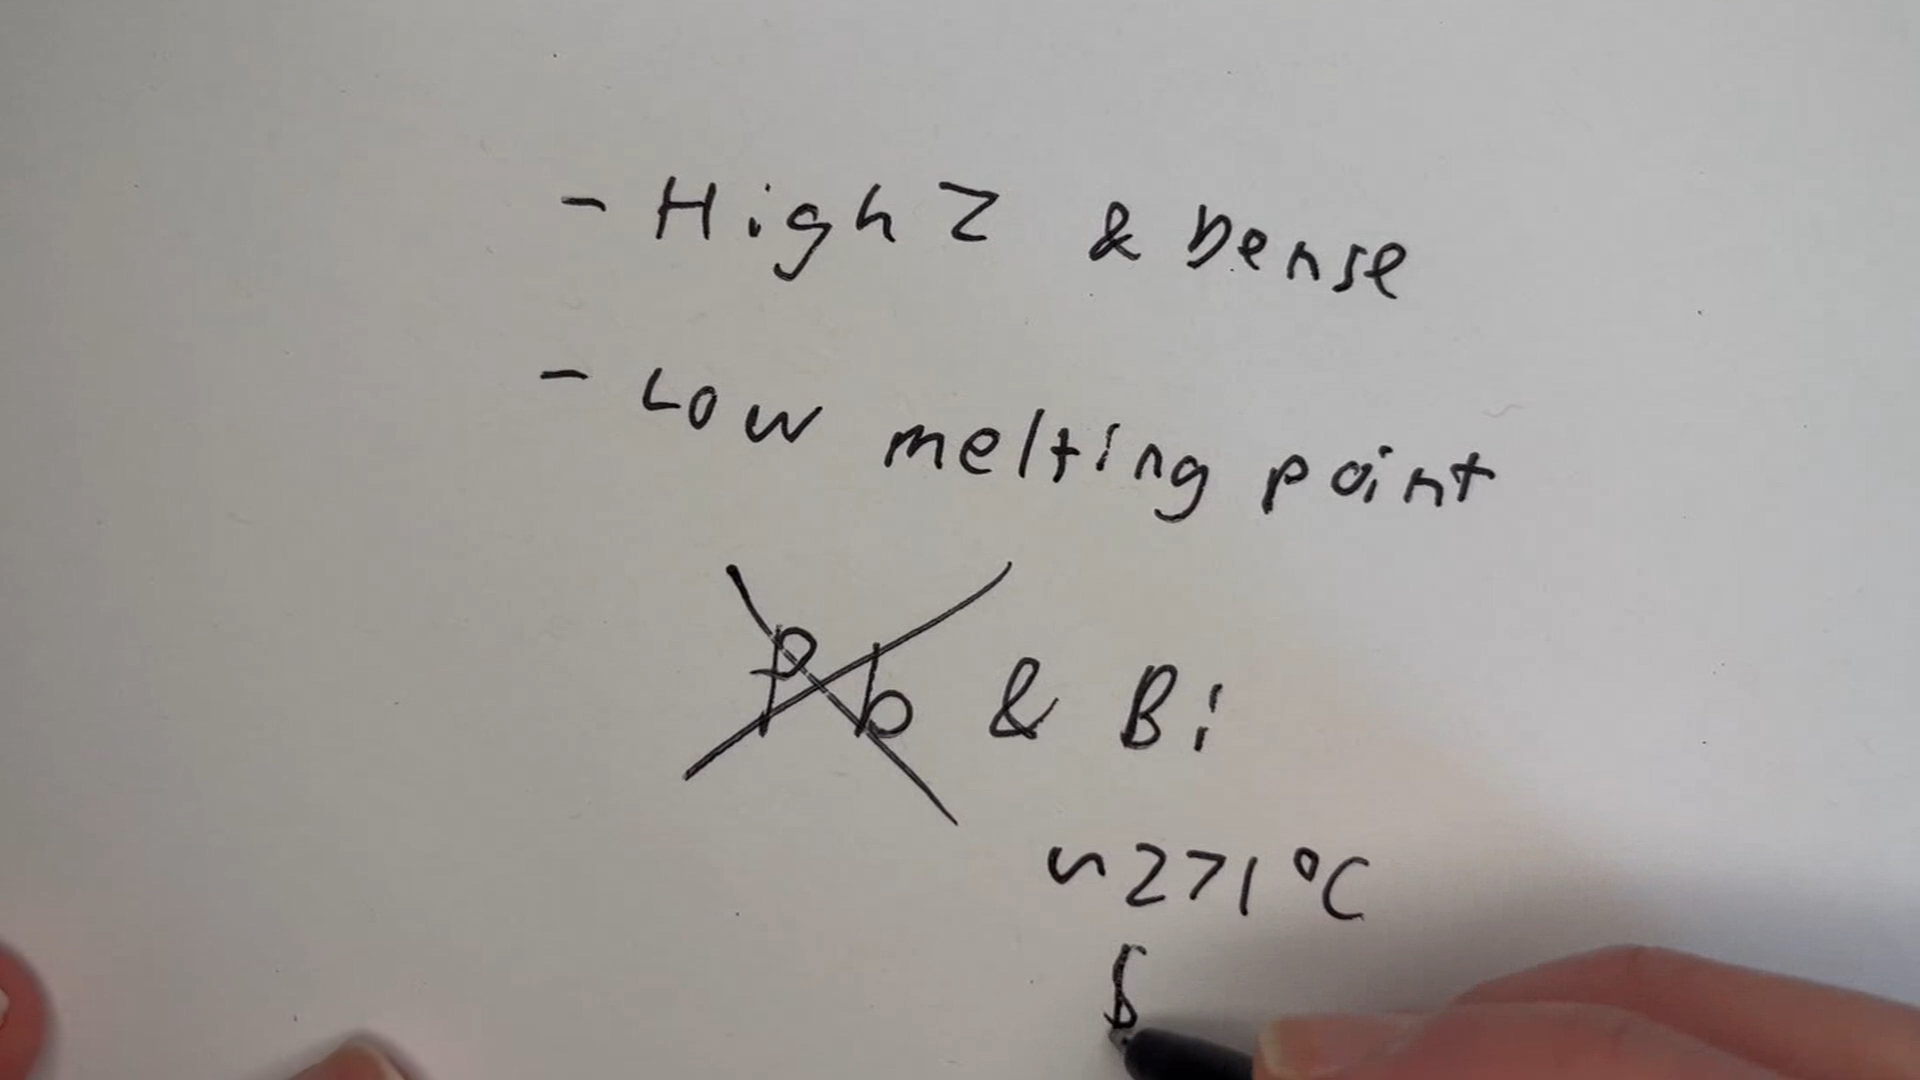 - High Z & Dense
- Low melting point
Pb & Bi
~271°C